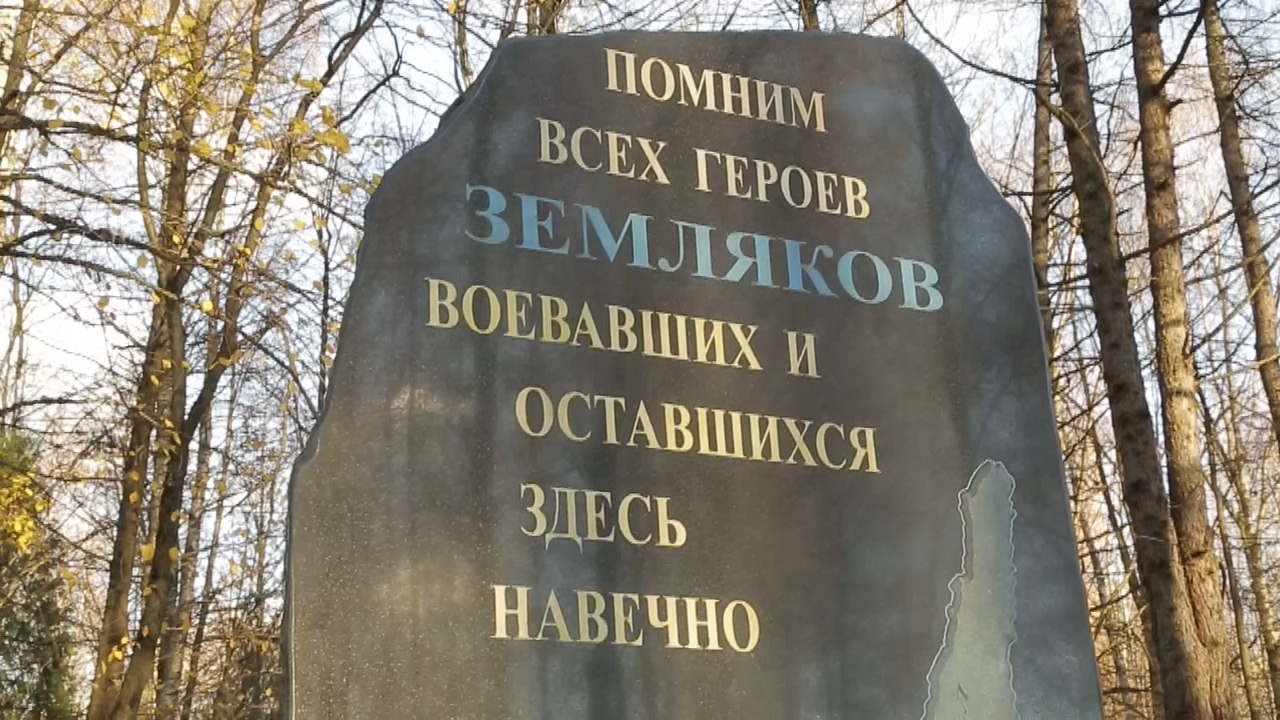 ПОМНИМ
ВСЕХ ГЕРОЕВ
ЗЕМЛЯКОВ
ВОЕВАВШИХ И
ОСТАВШИХСЯ
ЗДЕСЬ
НАВЕЧНО